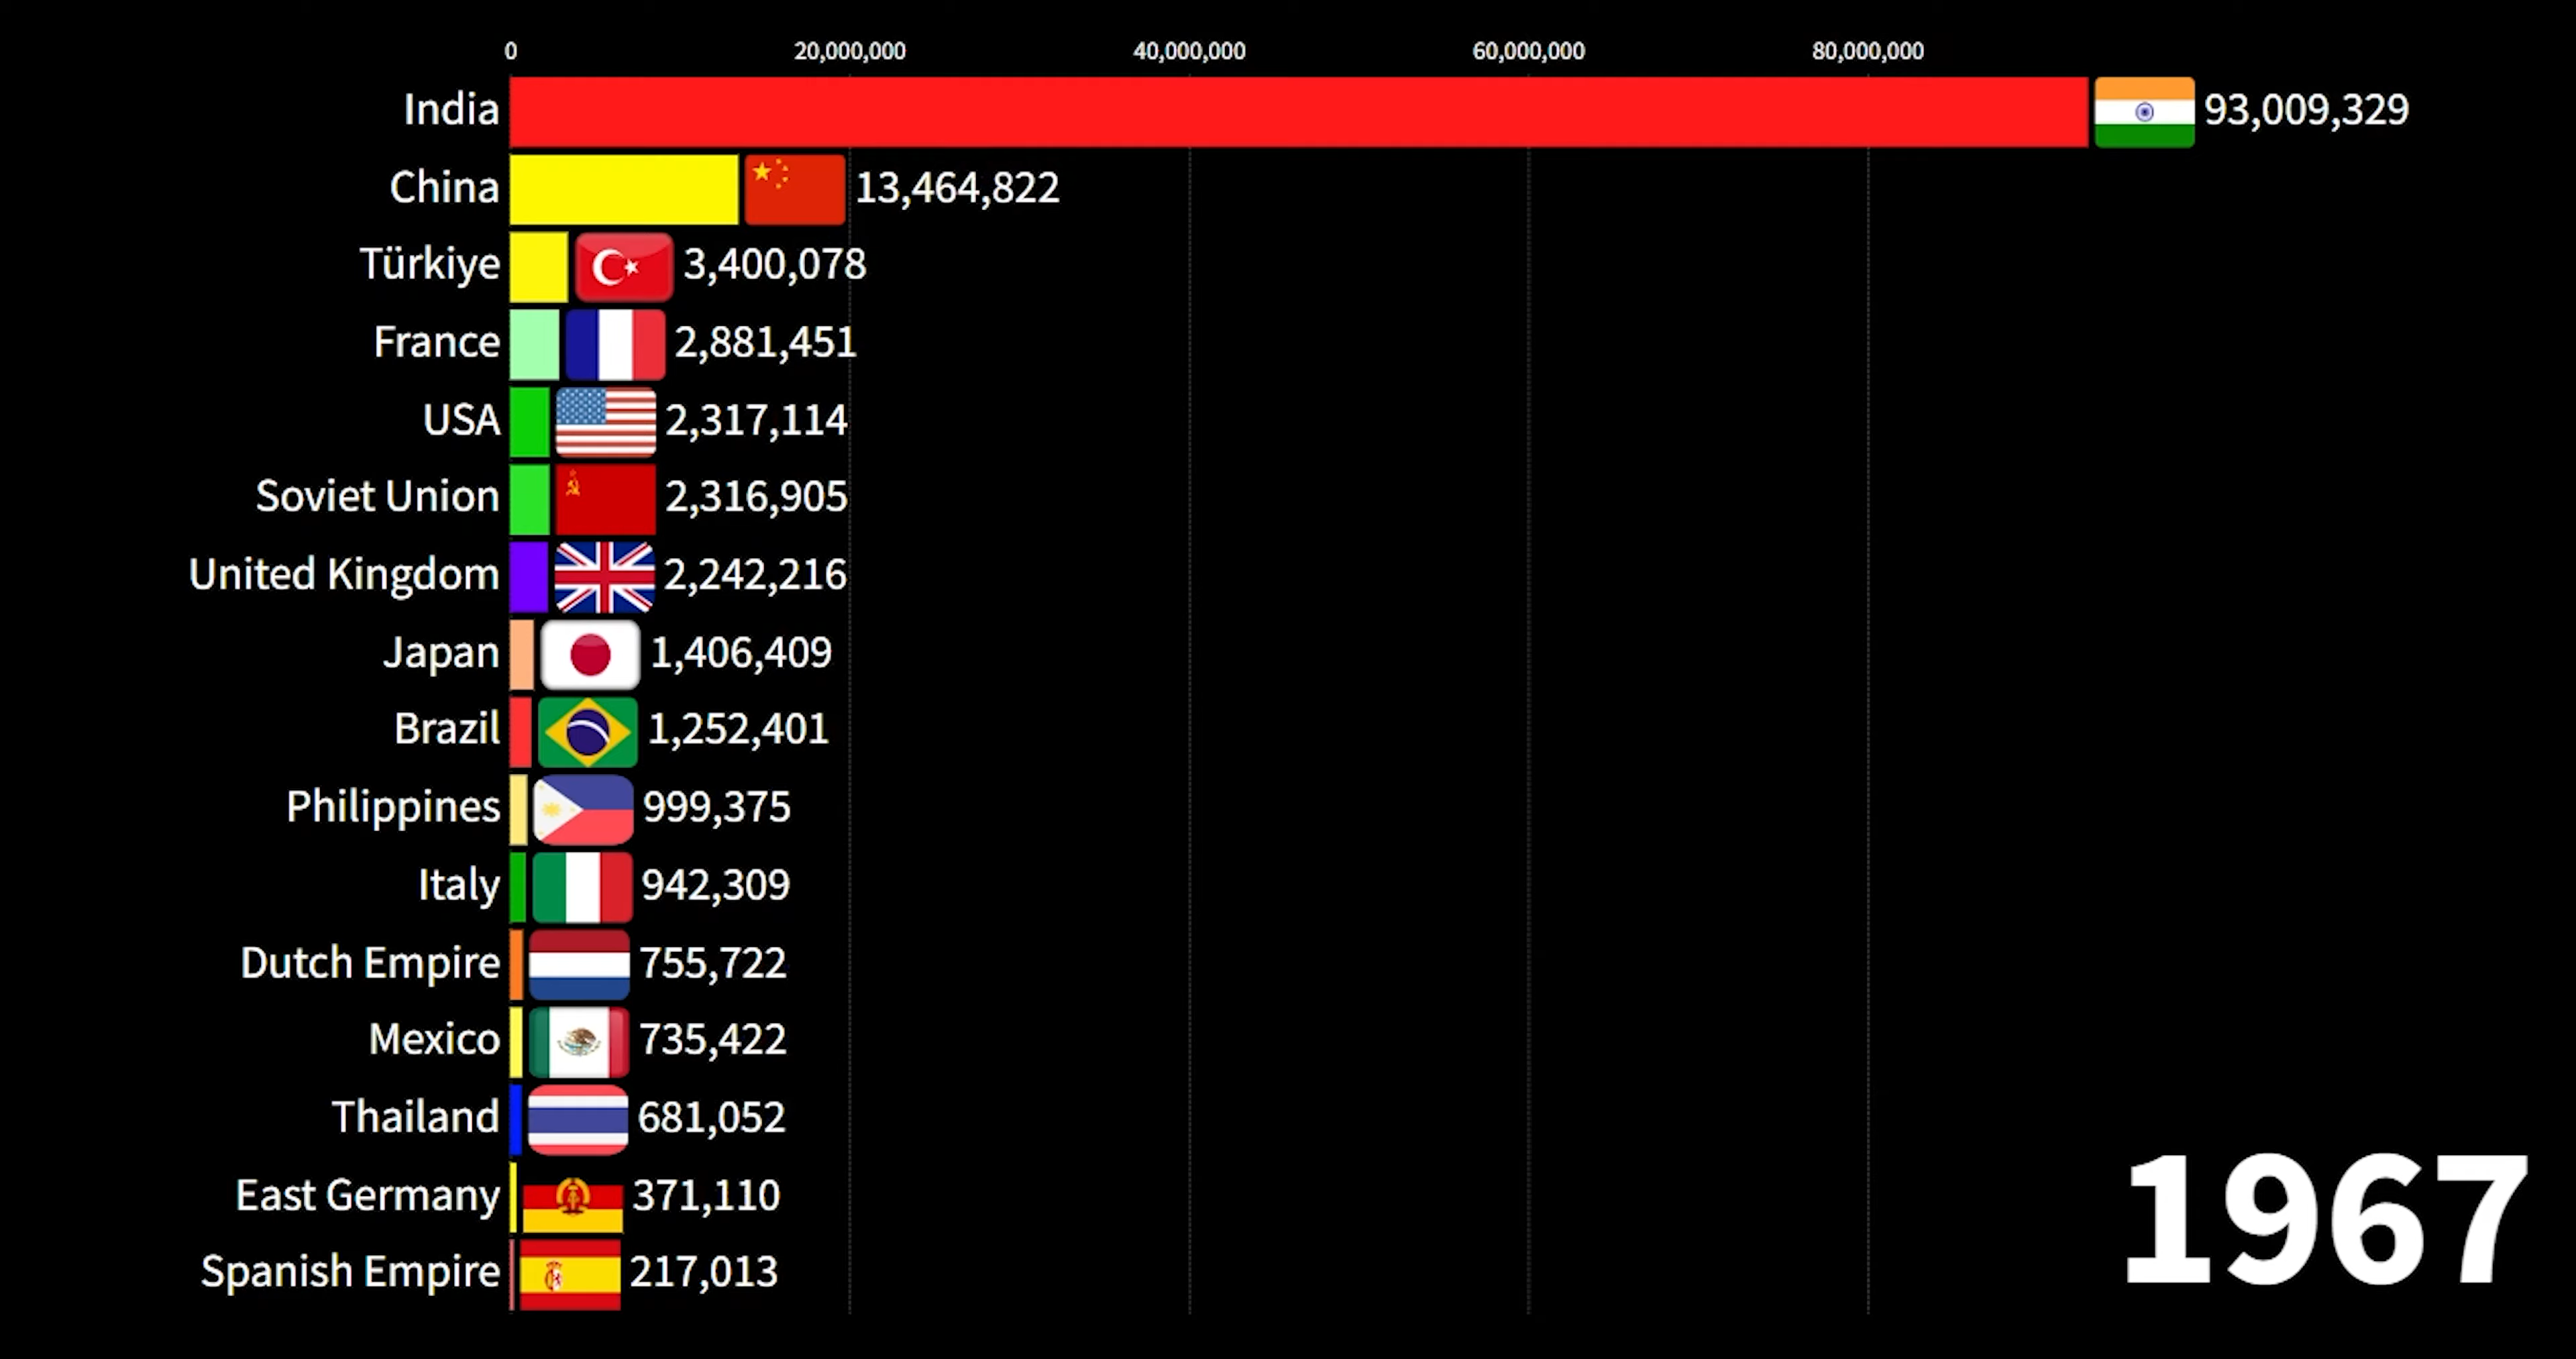 0 20,000,000 40,000,000 60,000,000 80,000,000
India 93,009,329
China 13,464,822
Türkiye 3,400,078
France 2,881,451
USA 2,317,114
Soviet Union 2,316,905
United Kingdom 2,242,216
Japan 1,406,409
Brazil 1,252,401
Philippines 999,375
Italy 942,309
Dutch Empire 755,722
Mexico 735,422
Thailand 681,052
East Germany 371,110
Spanish Empire 217,013
1967